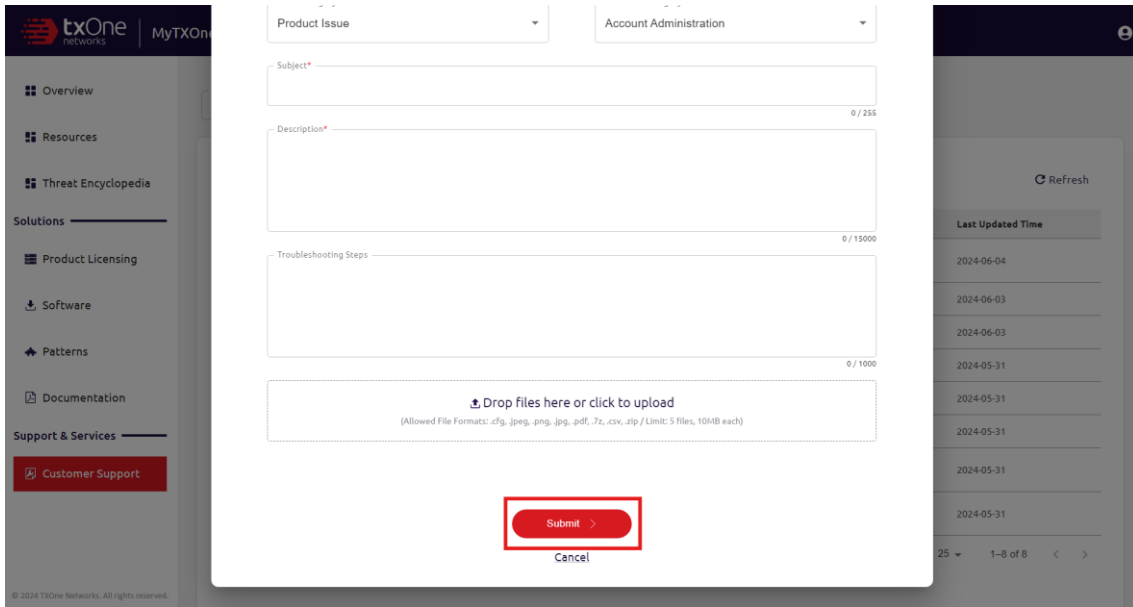 txOne
networks
MyTXOn
Product Issue
Account Administration
Overview
Resources
Threat Encyclopedia
Solutions
Product Licensing
Software
Patterns
Documentation
Support & Services
Customer Support
© 2024 TXOne Networks. All rights reserved.
Subject*
0 / 255
Description*
0 / 15000
Troubleshooting Steps
0 / 1000
Drop files here or click to upload
(Allowed File Formats: .cfg, .jpeg, .png, .jpg, .pdf, .7z, .csv, .zip / Limit: 5 files, 10MB each)
Submit
Cancel
Refresh
Last Updated Time
2024-06-04
2024-06-03
2024-06-03
2024-05-31
2024-05-31
2024-05-31
2024-05-31
2024-05-31
25 1–8 of 8